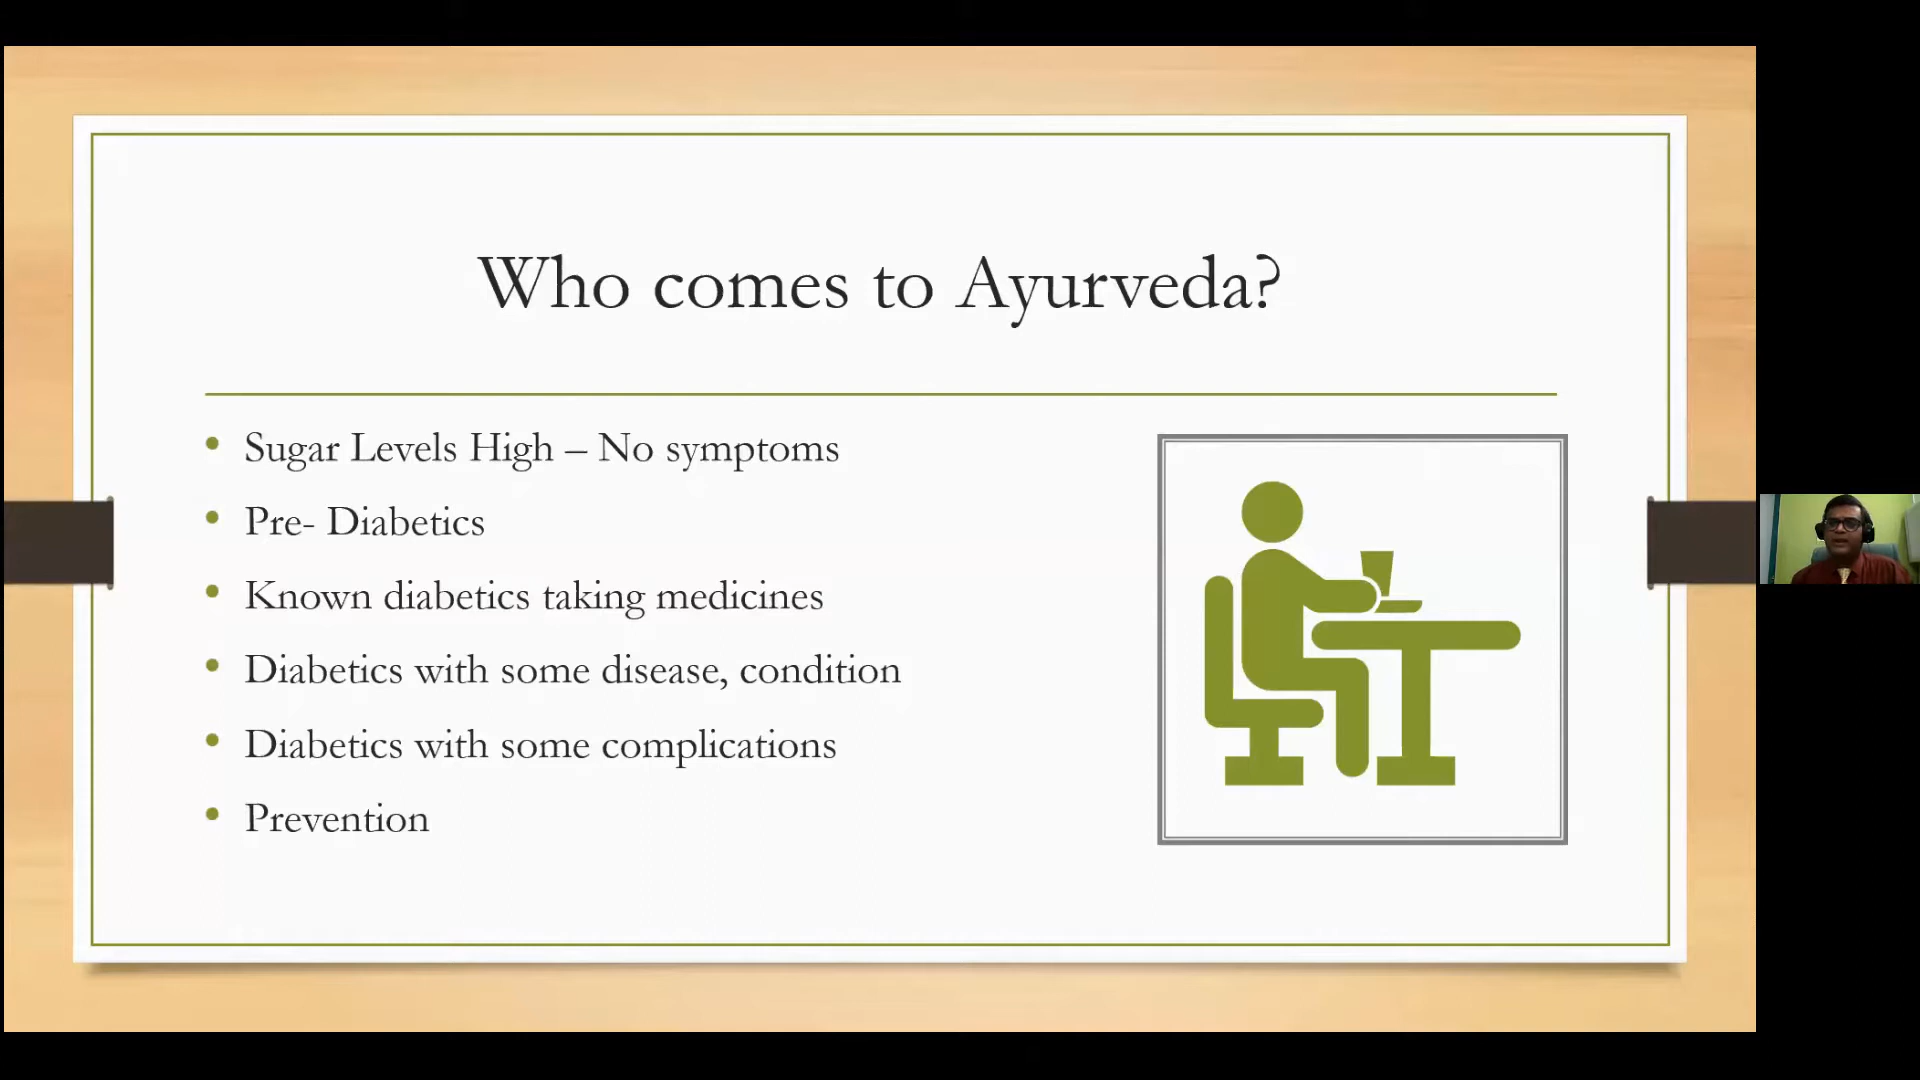 Who comes to Ayurveda?
Sugar Levels High – No symptoms
Pre- Diabetics
Known diabetics taking medicines
Diabetics with some disease, condition
Diabetics with some complications
Prevention